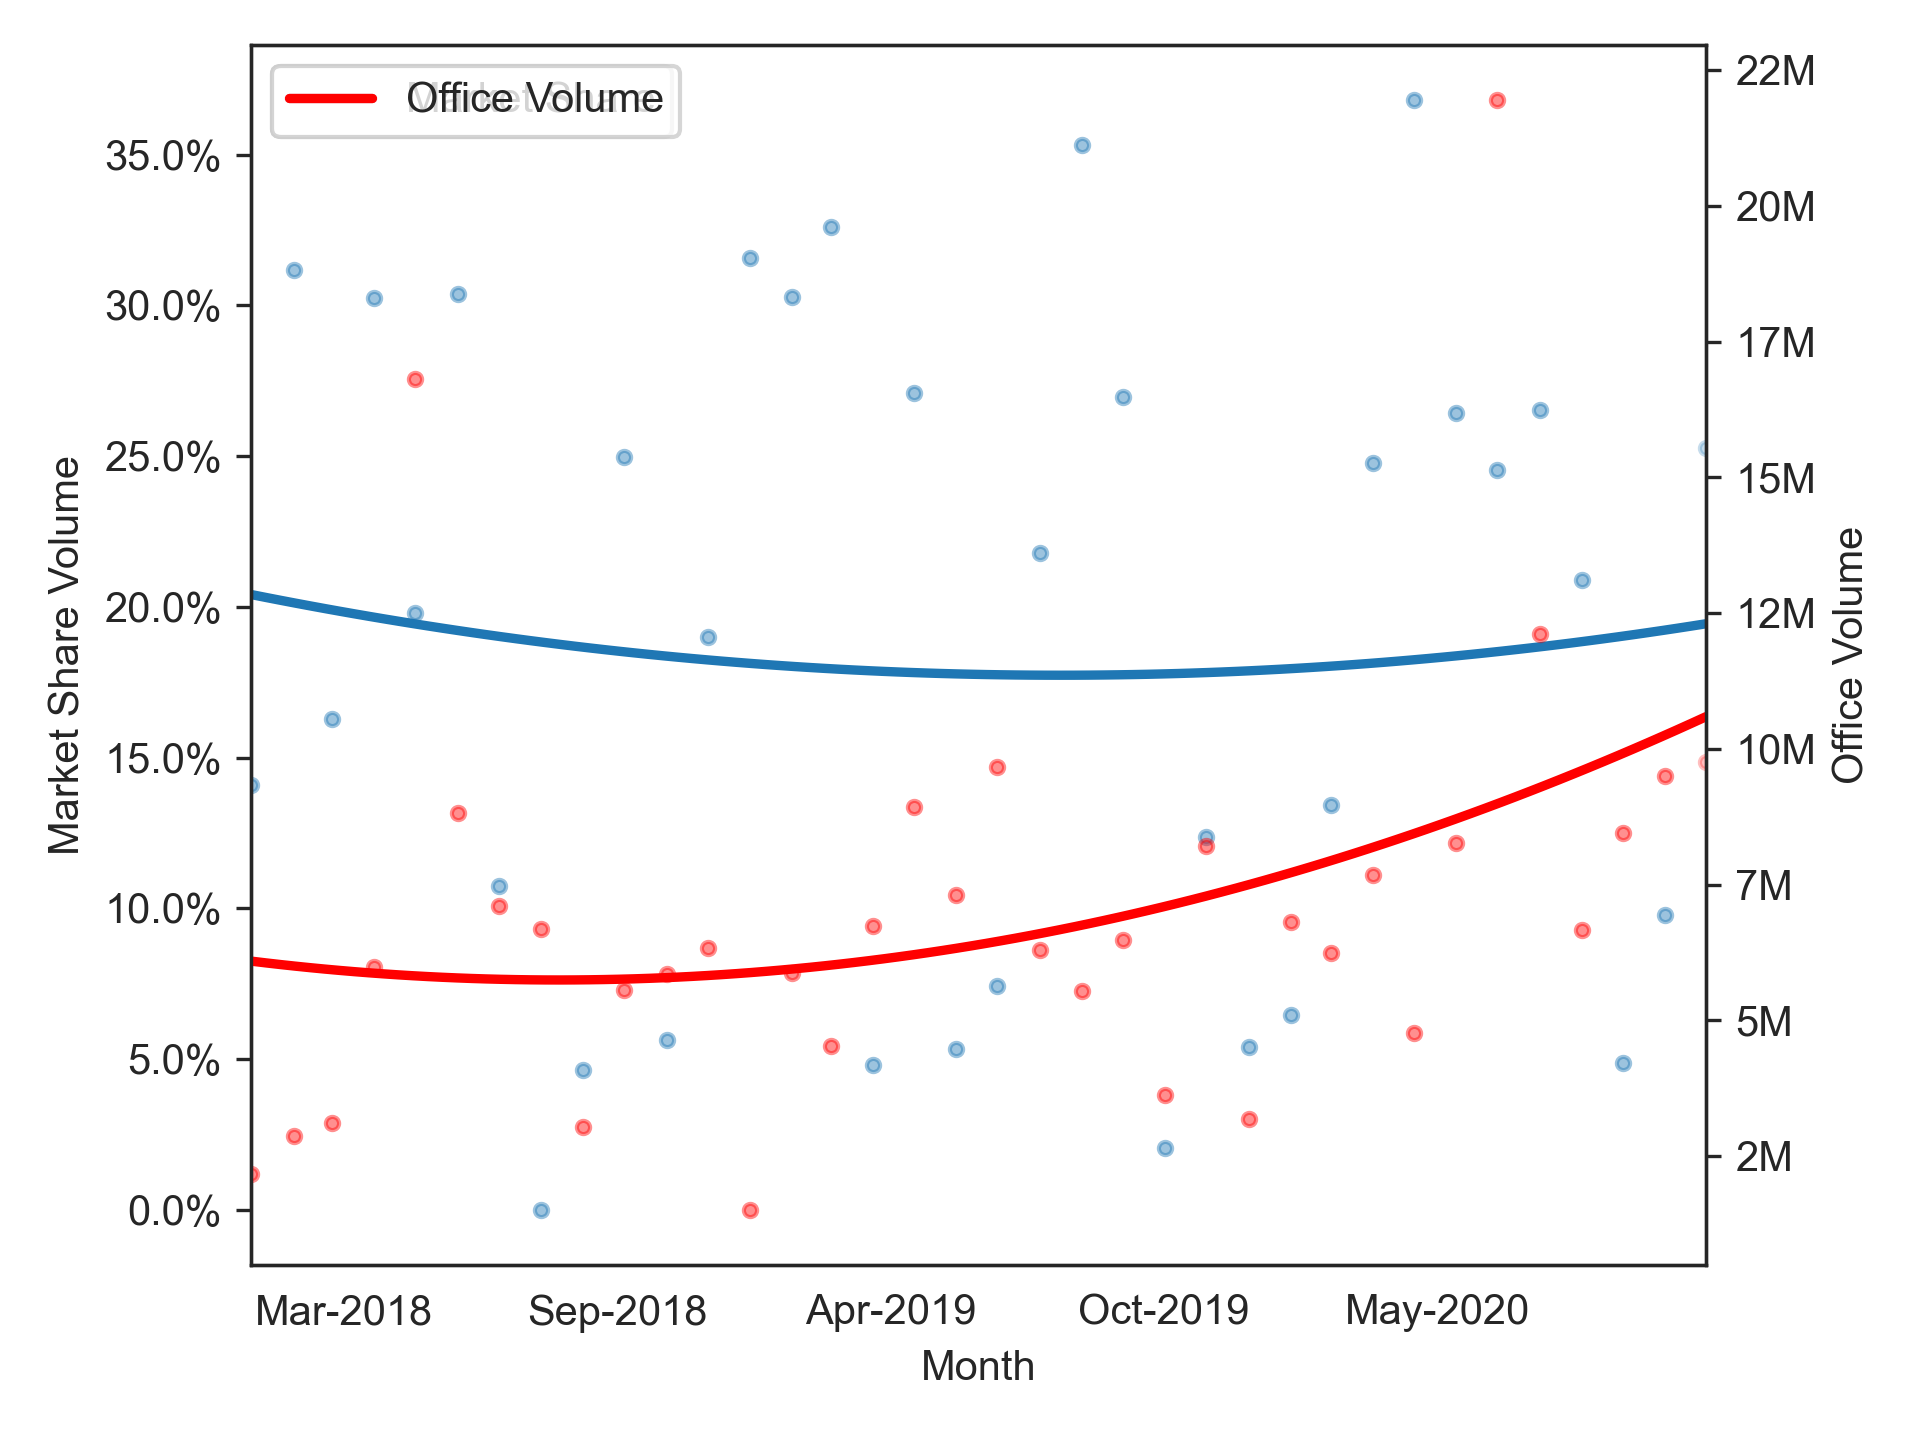 Market Share
Office Volume
35.0%
30.0%
25.0%
20.0%
15.0%
10.0%
5.0%
0.0%
Market Share Volume
22M
20M
17M
15M
12M
10M
7M
5M
2M
Office Volume
Mar-2018
Sep-2018
Apr-2019
Oct-2019
May-2020
Month